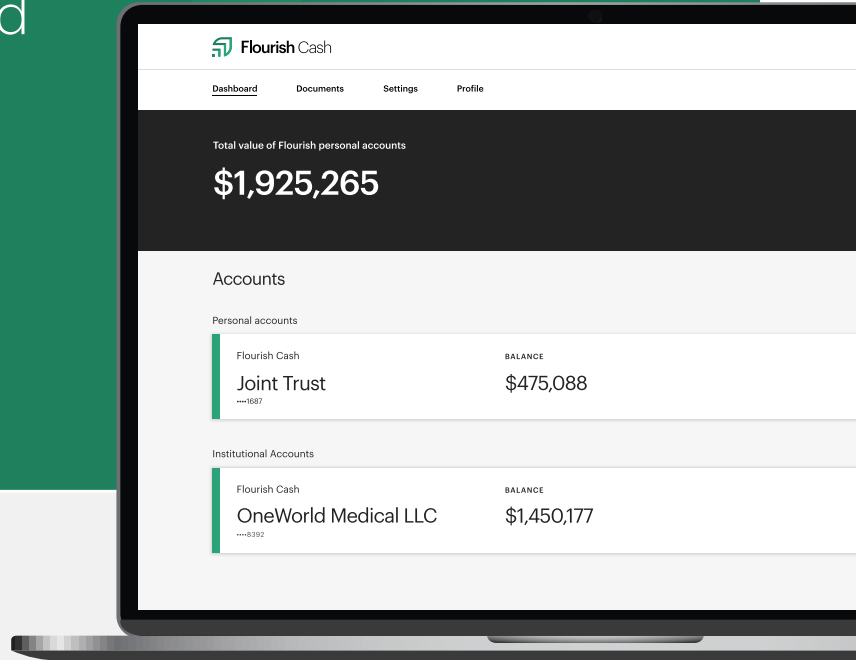 d
Flourish Cash
Dashboard Documents Settings Profile
Total value of Flourish personal accounts
$1,925,265
Accounts
Personal accounts
Flourish Cash BALANCE
Joint Trust $475,088
••••1687
Institutional Accounts
Flourish Cash BALANCE
OneWorld Medical LLC $1,450,177
••••8392